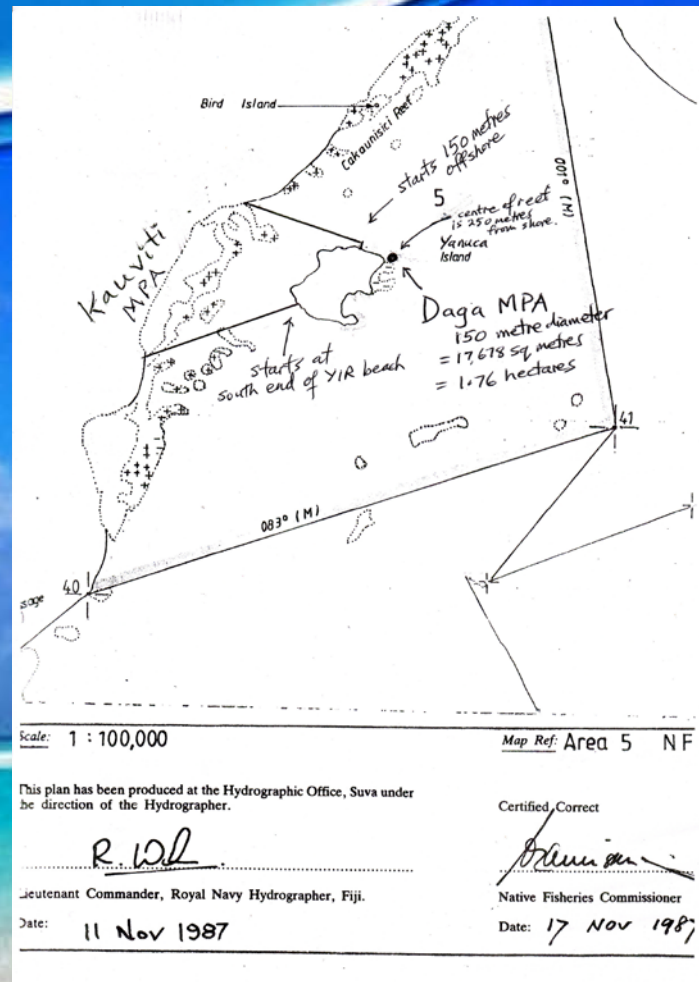 Bird Island
Cakaunisici Reef
starts 150 metres
offshore
5
centre of reef
is 250 metres
from shore.
Yanuca
Island
001° (M)
Kauviti
MPA
Daga MPA
150 metre diameter
= 17,678 sq metres
= 1.76 hectares
starts at
south end of YIR beach
41
083° (M)
40
sage
Scale: 1 : 100,000
Map Ref: Area 5 NF
This plan has been produced at the Hydrographic Office, Suva under
he direction of the Hydrographer.
Certified Correct
Lieutenant Commander, Royal Navy Hydrographer, Fiji.
Native Fisheries Commissioner
Date: 11 Nov 1987
Date: 17 Nov 1987